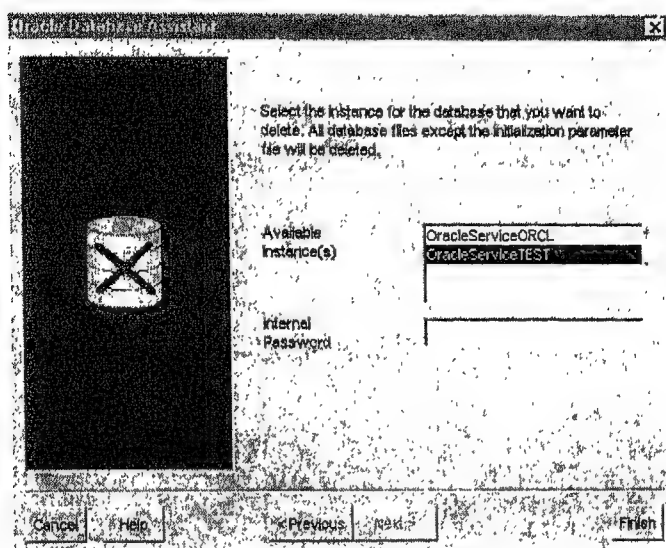 Oracle Database Assistant
Select the instance for the database that you want to
delete. All database files except the initialization parameter
file will be deleted.
Available
Instance(s)
OracleServiceORCL
OracleServiceTEST
Internal
Password
Cancel
Help
< Previous
Next >
Finish